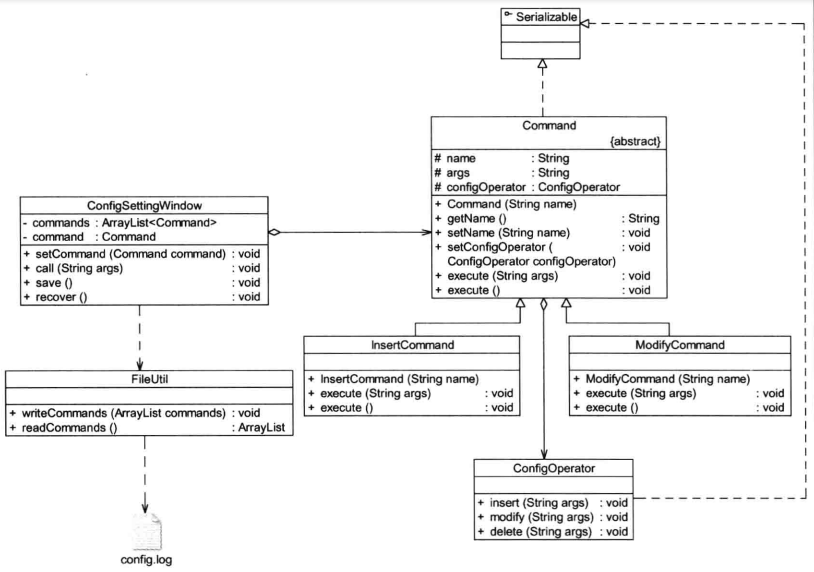 Serializable
Command
{abstract}
# name : String
# args : String
# configOperator : ConfigOperator
+ Command (String name)
+ getName () : String
+ setName (String name) : void
+ setConfigOperator ( : void
ConfigOperator configOperator)
+ execute (String args) : void
+ execute () : void
ConfigSettingWindow
- commands : ArrayList<Command>
- command : Command
+ setCommand (Command command) : void
+ call (String args) : void
+ save () : void
+ recover () : void
InsertCommand
+ InsertCommand (String name)
+ execute (String args) : void
+ execute () : void
ModifyCommand
+ ModifyCommand (String name)
+ execute (String args) : void
+ execute () : void
FileUtil
+ writeCommands (ArrayList commands) : void
+ readCommands () : ArrayList
ConfigOperator
+ insert (String args) : void
+ modify (String args) : void
+ delete (String args) : void
config.log